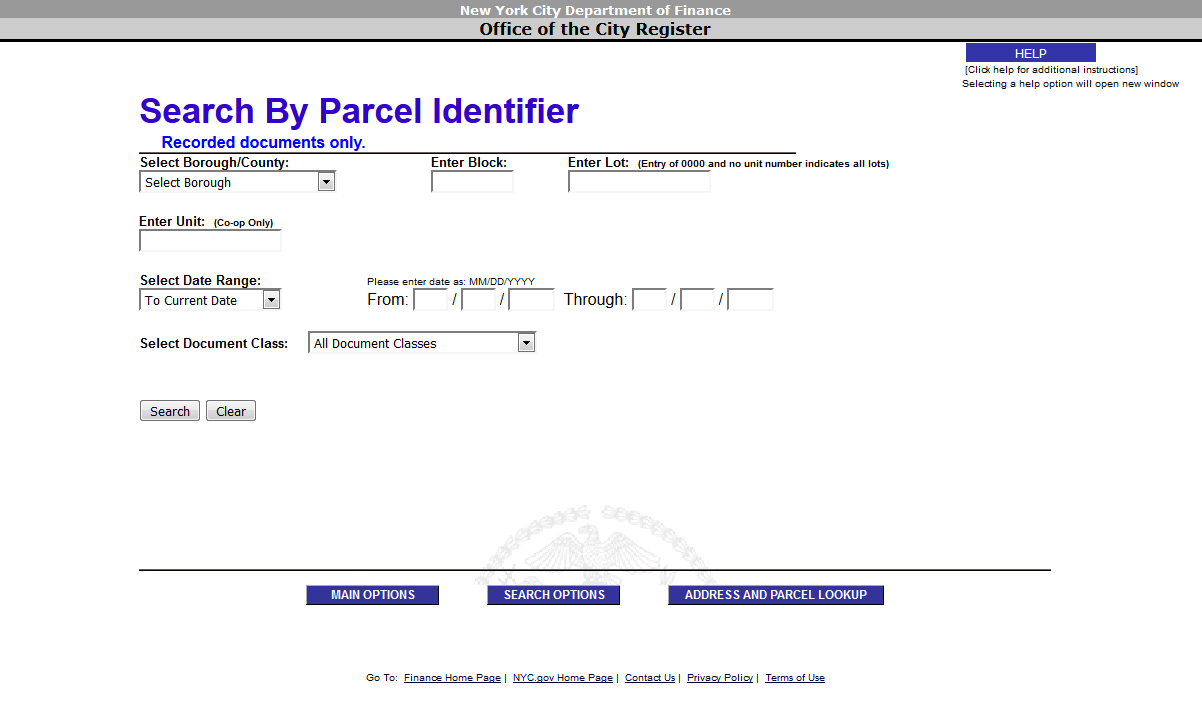 New York City Department of Finance
Office of the City Register
HELP
[Click help for additional instructions]
Selecting a help option will open new window
Search By Parcel Identifier
Recorded documents only.
Select Borough/County: Enter Block: Enter Lot: (Entry of 0000 and no unit number indicates all lots)
Select Borough
Enter Unit: (Co-op Only)
Select Date Range: Please enter date as: MM/DD/YYYY
To Current Date From: / / Through: / /
Select Document Class: All Document Classes
Search Clear
MAIN OPTIONS SEARCH OPTIONS ADDRESS AND PARCEL LOOKUP
Go To: Finance Home Page | NYC.gov Home Page | Contact Us | Privacy Policy | Terms of Use